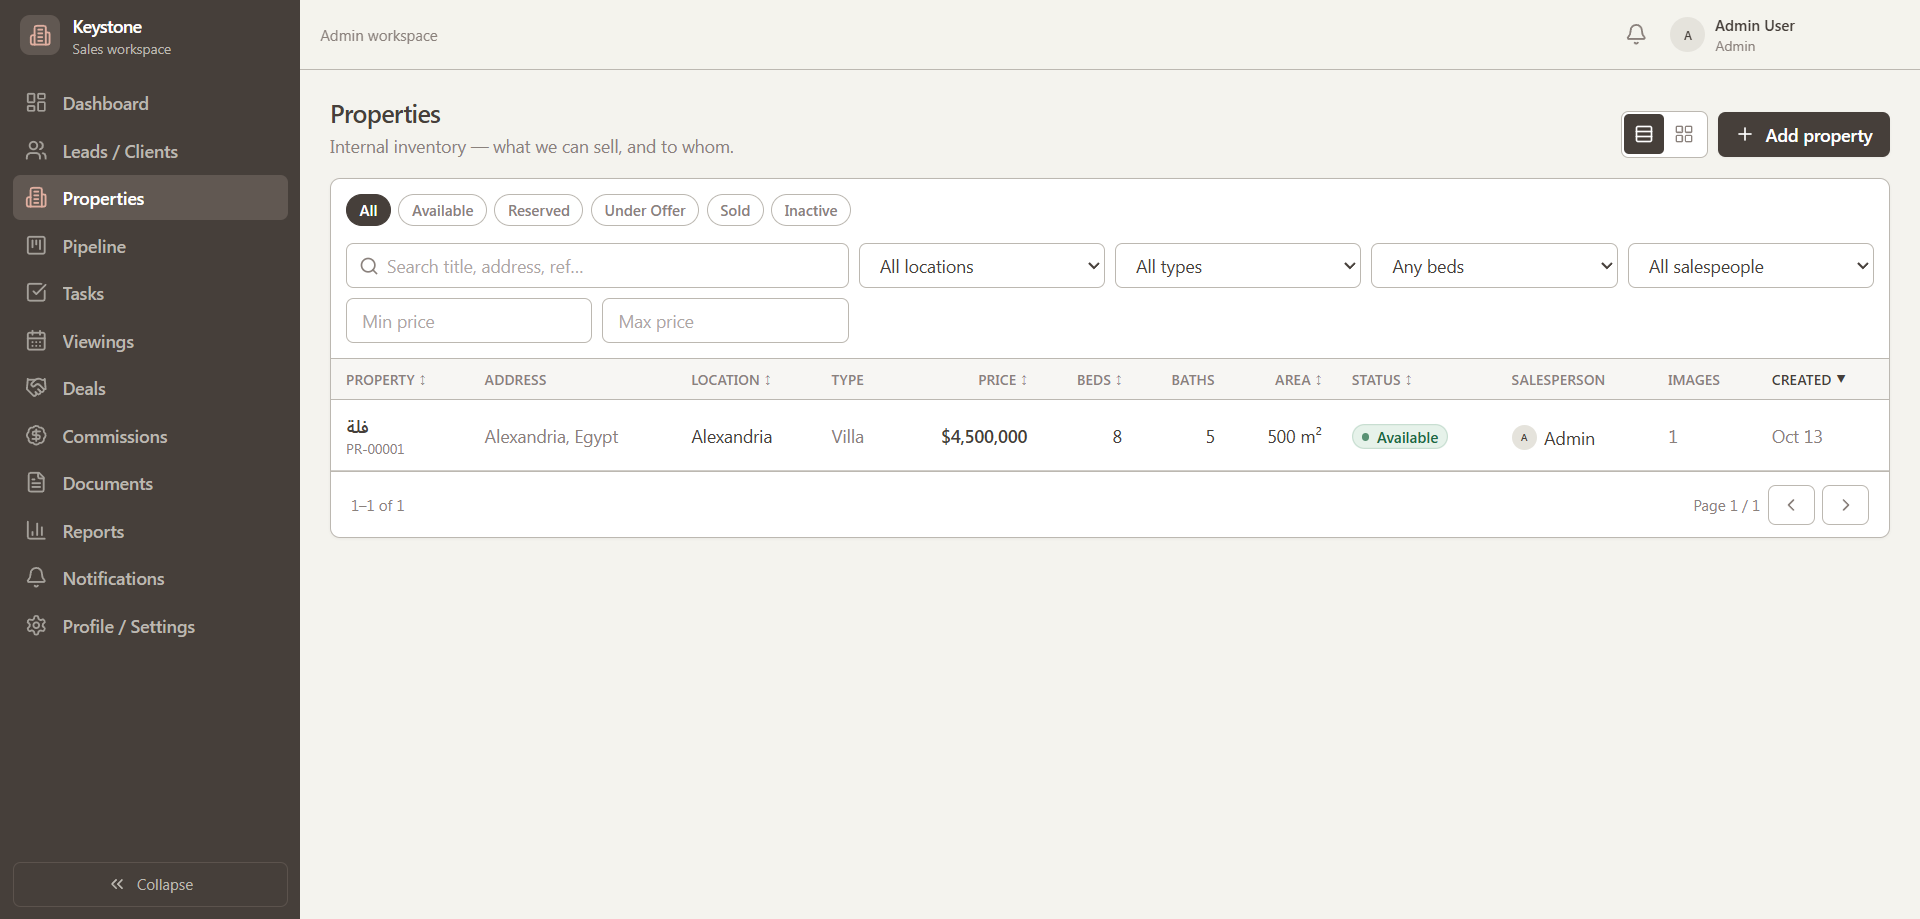 Keystone
Sales workspace
Dashboard
Leads / Clients
Properties
Pipeline
Tasks
Viewings
Deals
Commissions
Documents
Reports
Notifications
Profile / Settings
Collapse
Admin workspace
A
Admin User
Admin
Properties
Internal inventory — what we can sell, and to whom.
Add property
All Available Reserved Under Offer Sold Inactive
Search title, address, ref... All locations All types Any beds All salespeople
Min price Max price
PROPERTY ADDRESS LOCATION TYPE PRICE BEDS BATHS AREA STATUS SALESPERSON IMAGES CREATED
فلة
PR-00001
Alexandria, Egypt Alexandria Villa $4,500,000 8 5 500 m² Available A Admin 1 Oct 13
1–1 of 1 Page 1 / 1